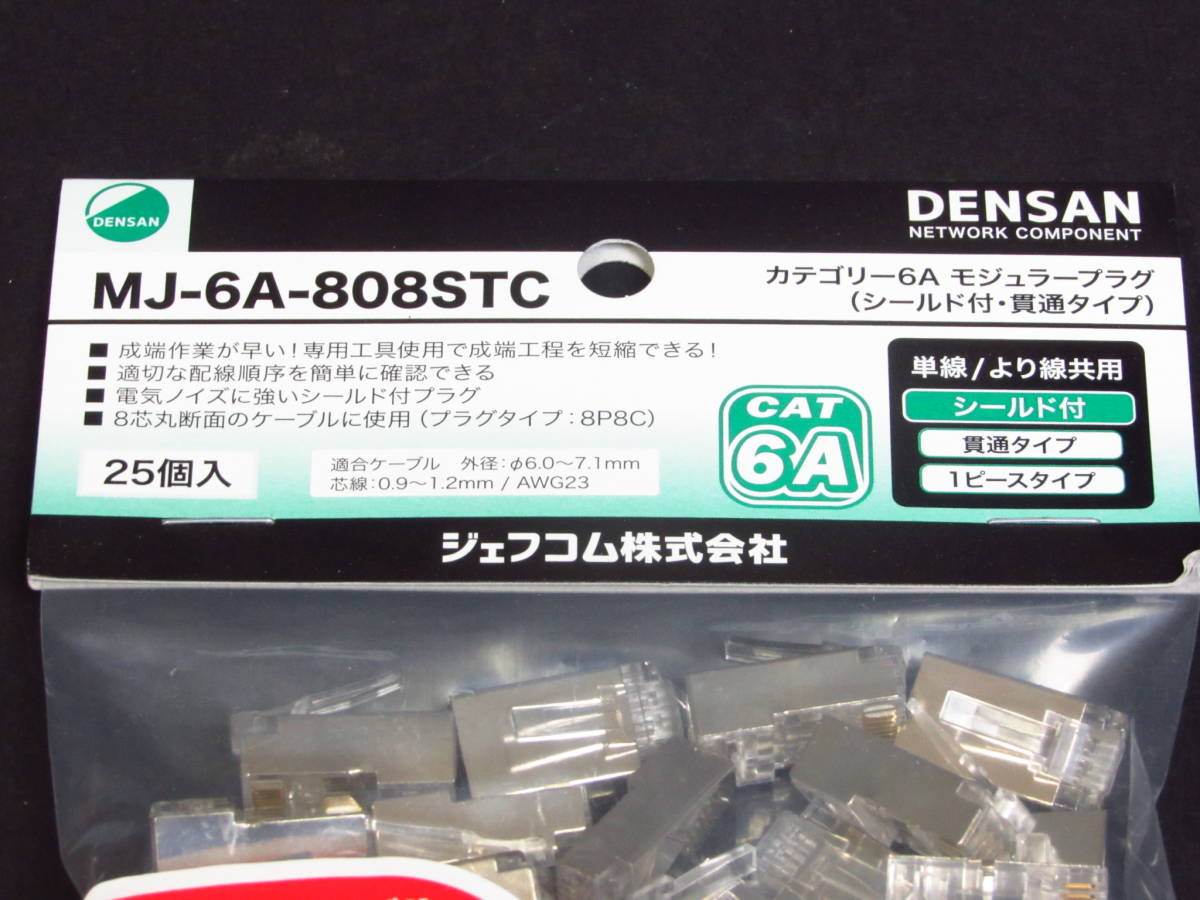 DENSAN
DENSAN
NETWORK COMPONENT
MJ-6A-808STC
カテゴリー6A モジュラープラグ
(シールド付・貫通タイプ)
■ 成端作業が早い!専用工具使用で成端工程を短縮できる!
■ 適切な配線順序を簡単に確認できる
■ 電気ノイズに強いシールド付プラグ
■ 8芯丸断面のケーブルに使用(プラグタイプ:8P8C)
25個入
適合ケーブル 外径:φ6.0〜7.1mm
芯線:0.9〜1.2mm / AWG23
CAT
6A
単線/より線共用
シールド付
貫通タイプ
1ピースタイプ
ジェフコム株式会社